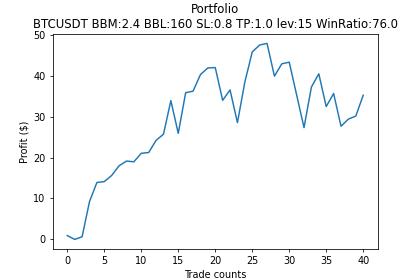 Portfolio
BTCUSDT BBM:2.4 BBL:160 SL:0.8 TP:1.0 lev:15 WinRatio:76.0
50
40
30
20
10
0
Profit ($)
0 5 10 15 20 25 30 35 40
Trade counts